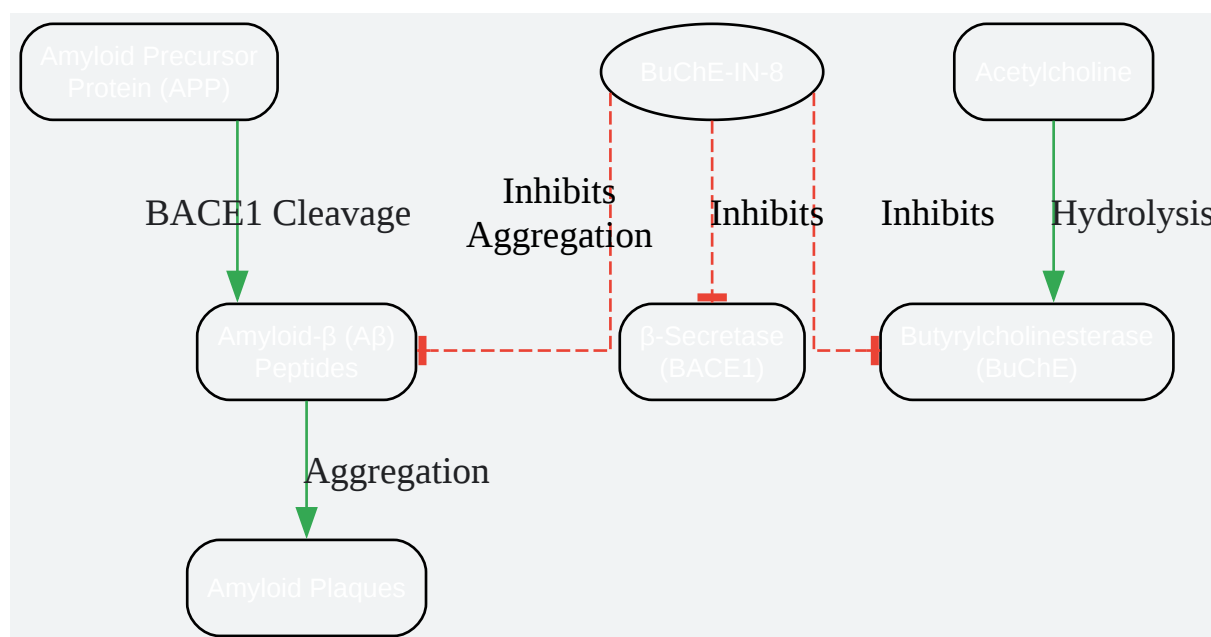 Amyloid Precursor
Protein (APP)
BuChE-IN-8
Acetylcholine
BACE1 Cleavage
Inhibits
Aggregation
Inhibits
Inhibits
Hydrolysis
Amyloid-β (Aβ)
Peptides
β-Secretase
(BACE1)
Butyrylcholinesterase
(BuChE)
Aggregation
Amyloid Plaques